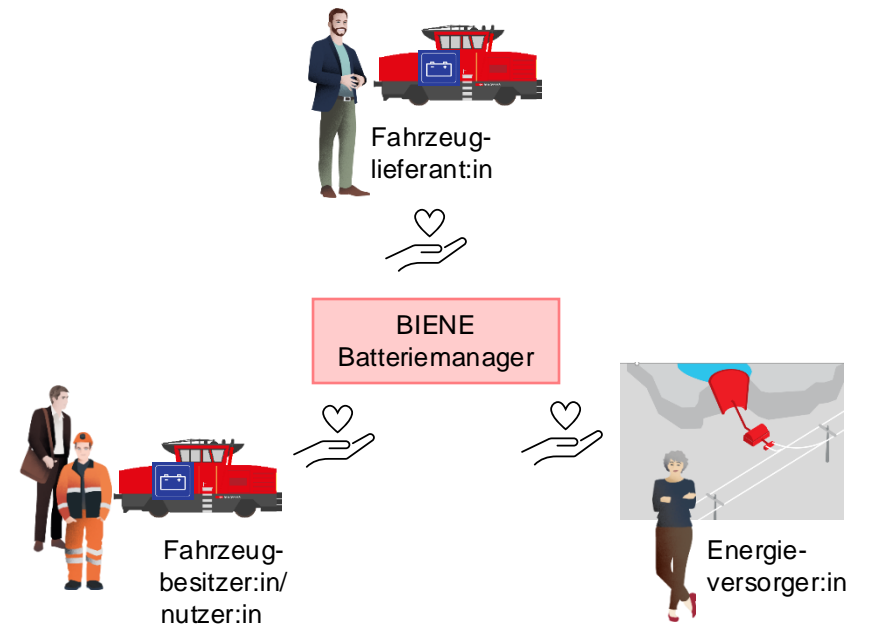 Fahrzeug-
lieferant:in
BIENE
Batteriemanager
Fahrzeug-
besitzer:in/
nutzer:in
Energie-
versorger:in